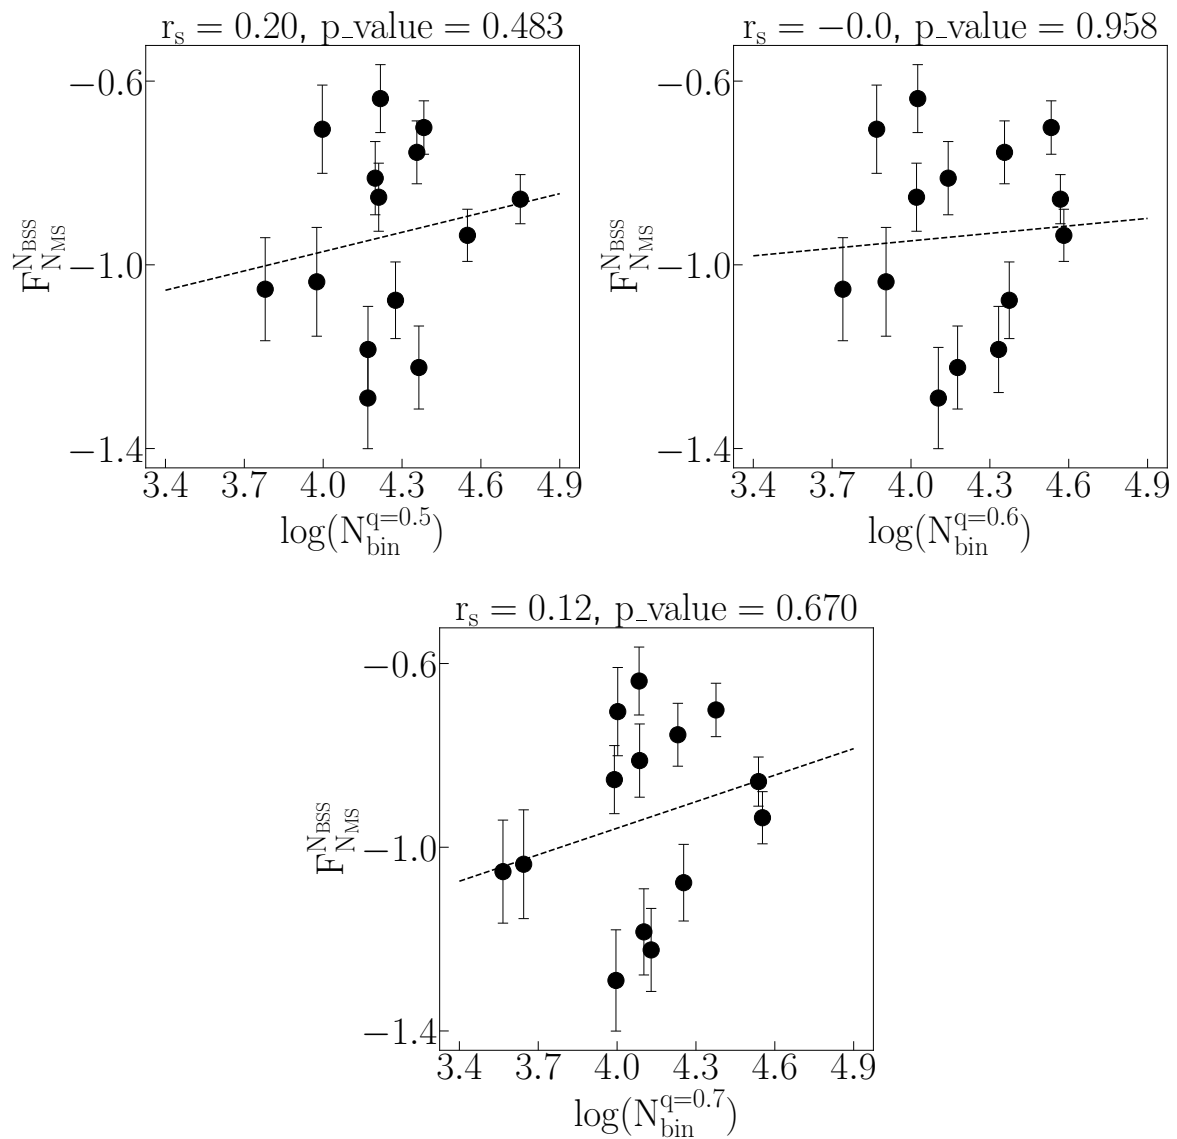 r_s = 0.20, p_value = 0.483
−0.6
−1.0
−1.4
F^{N_BSS}_{N_MS}
3.4 3.7 4.0 4.3 4.6 4.9
log(N^{q=0.5}_{bin})
r_s = −0.0, p_value = 0.958
−0.6
−1.0
−1.4
F^{N_BSS}_{N_MS}
3.4 3.7 4.0 4.3 4.6 4.9
log(N^{q=0.6}_{bin})
r_s = 0.12, p_value = 0.670
−0.6
−1.0
−1.4
F^{N_BSS}_{N_MS}
3.4 3.7 4.0 4.3 4.6 4.9
log(N^{q=0.7}_{bin})